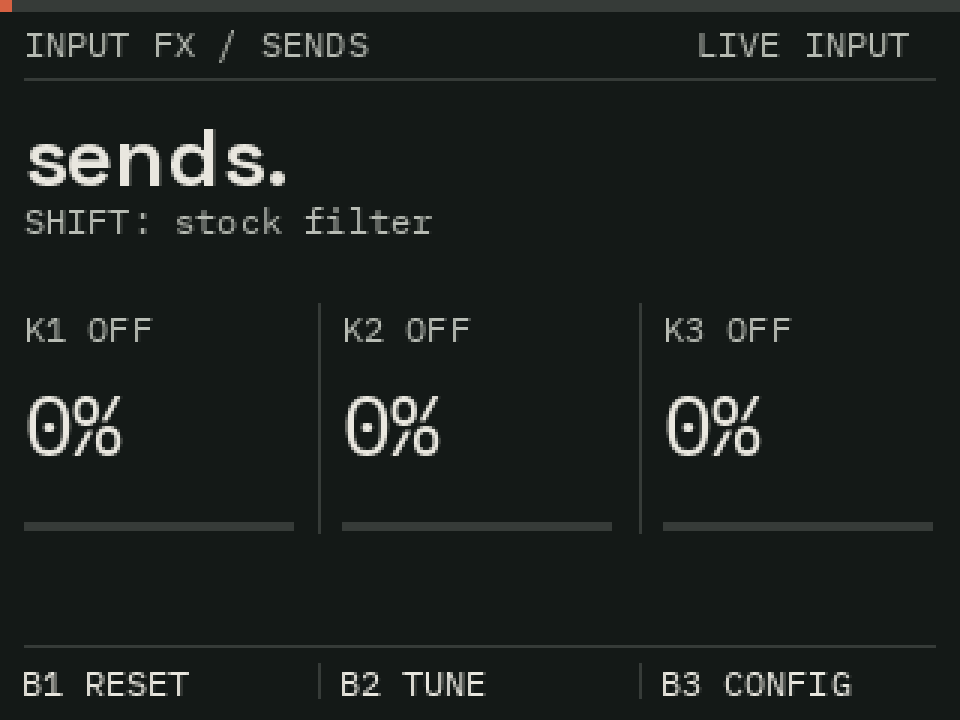 INPUT FX / SENDS LIVE INPUT
sends.
SHIFT: stock filter
K1 OFF K2 OFF K3 OFF
0% 0% 0%
B1 RESET B2 TUNE B3 CONFIG